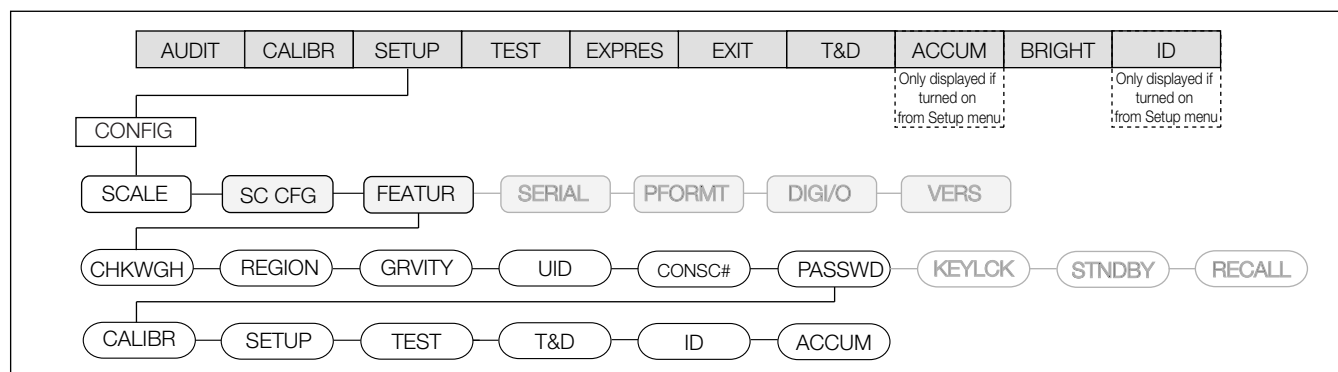 AUDIT CALIBR SETUP TEST EXPRES EXIT T&D ACCUM BRIGHT ID
Only displayed if turned on from Setup menu
Only displayed if turned on from Setup menu
CONFIG
SCALE SC CFG FEATUR SERIAL PFORMT DIGI/O VERS
CHKWGH REGION GRVITY UID CONSC# PASSWD KEYLCK STNDBY RECALL
CALIBR SETUP TEST T&D ID ACCUM